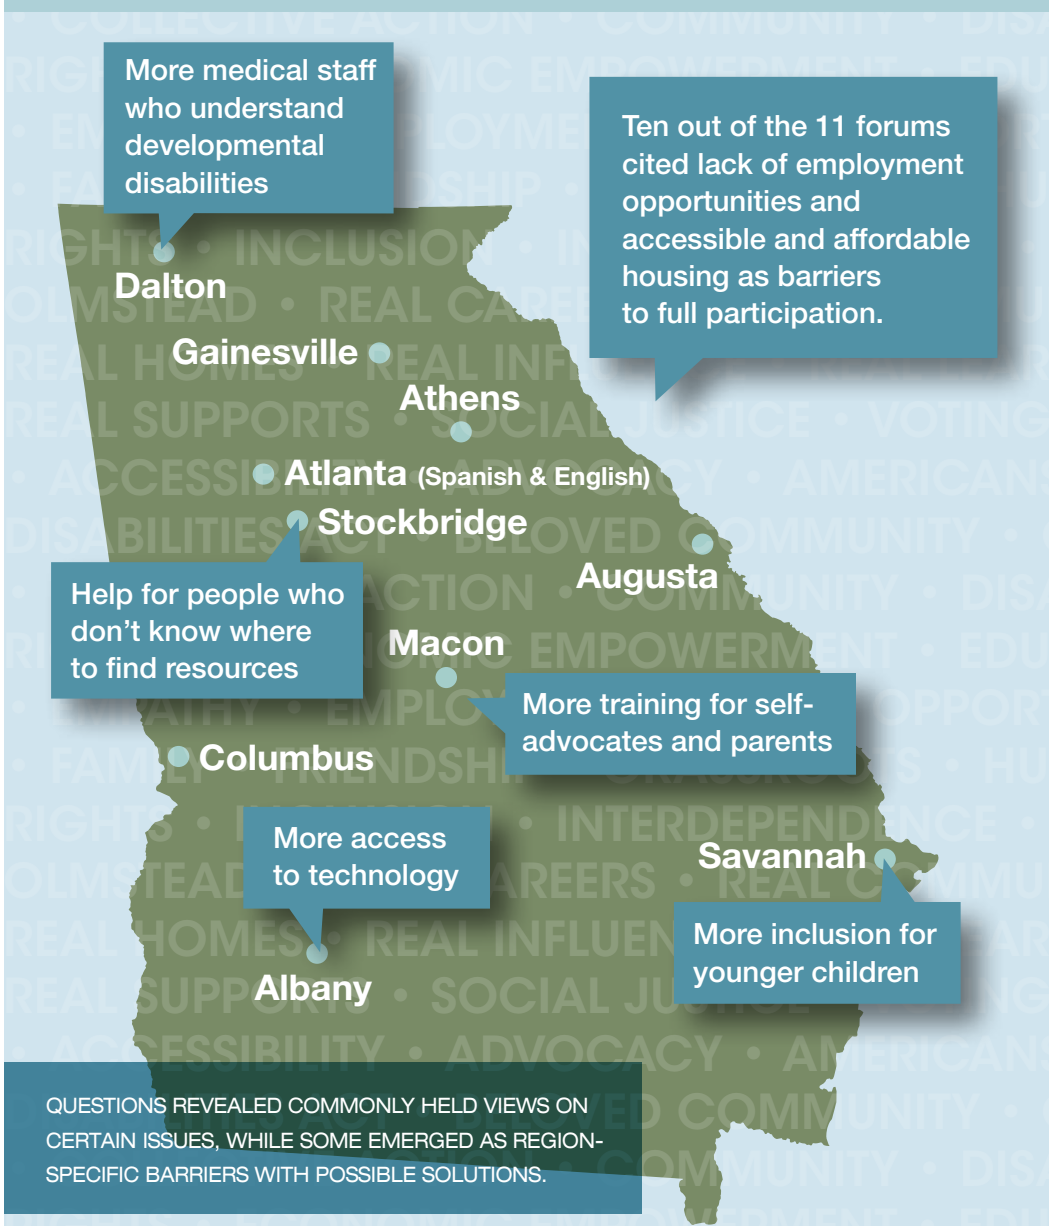 More medical staff
who understand
developmental
disabilities
Ten out of the 11 forums
cited lack of employment
opportunities and
accessible and affordable
housing as barriers
to full participation.
Dalton
Gainesville
Athens
Atlanta (Spanish & English)
Stockbridge
Augusta
Help for people who
don’t know where
to find resources
Macon
More training for self-
advocates and parents
Columbus
More access
to technology
Savannah
More inclusion for
younger children
Albany
QUESTIONS REVEALED COMMONLY HELD VIEWS ON
CERTAIN ISSUES, WHILE SOME EMERGED AS REGION-
SPECIFIC BARRIERS WITH POSSIBLE SOLUTIONS.